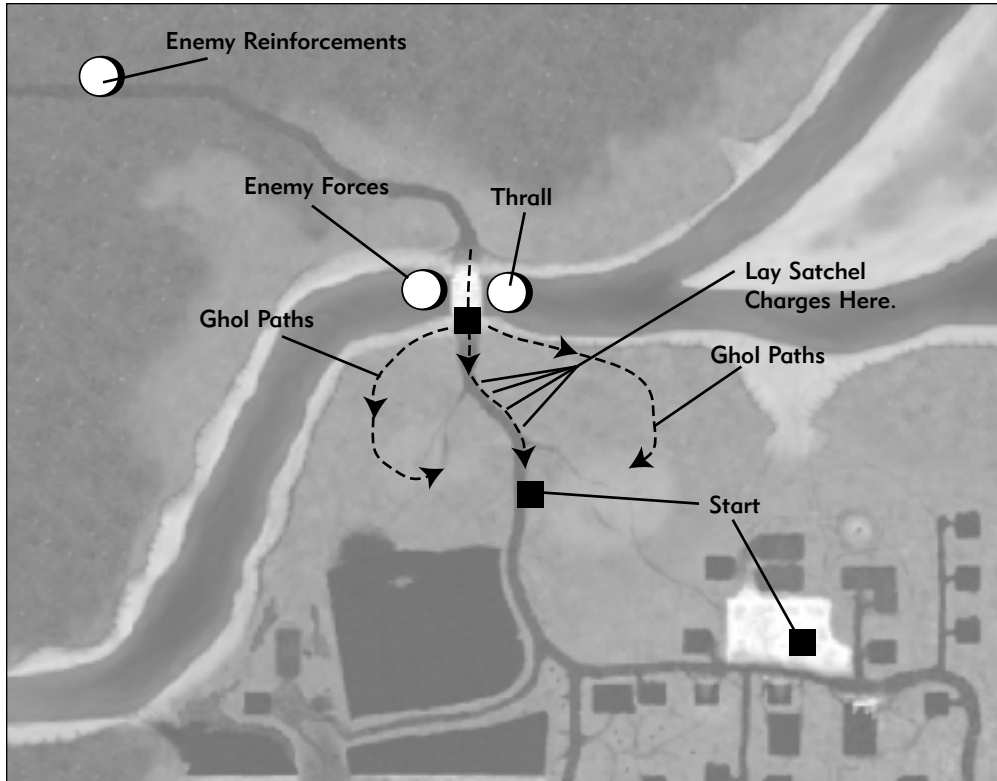 Enemy Reinforcements
Enemy Forces
Thrall
Lay Satchel
Charges Here.
Ghol Paths
Ghol Paths
Start